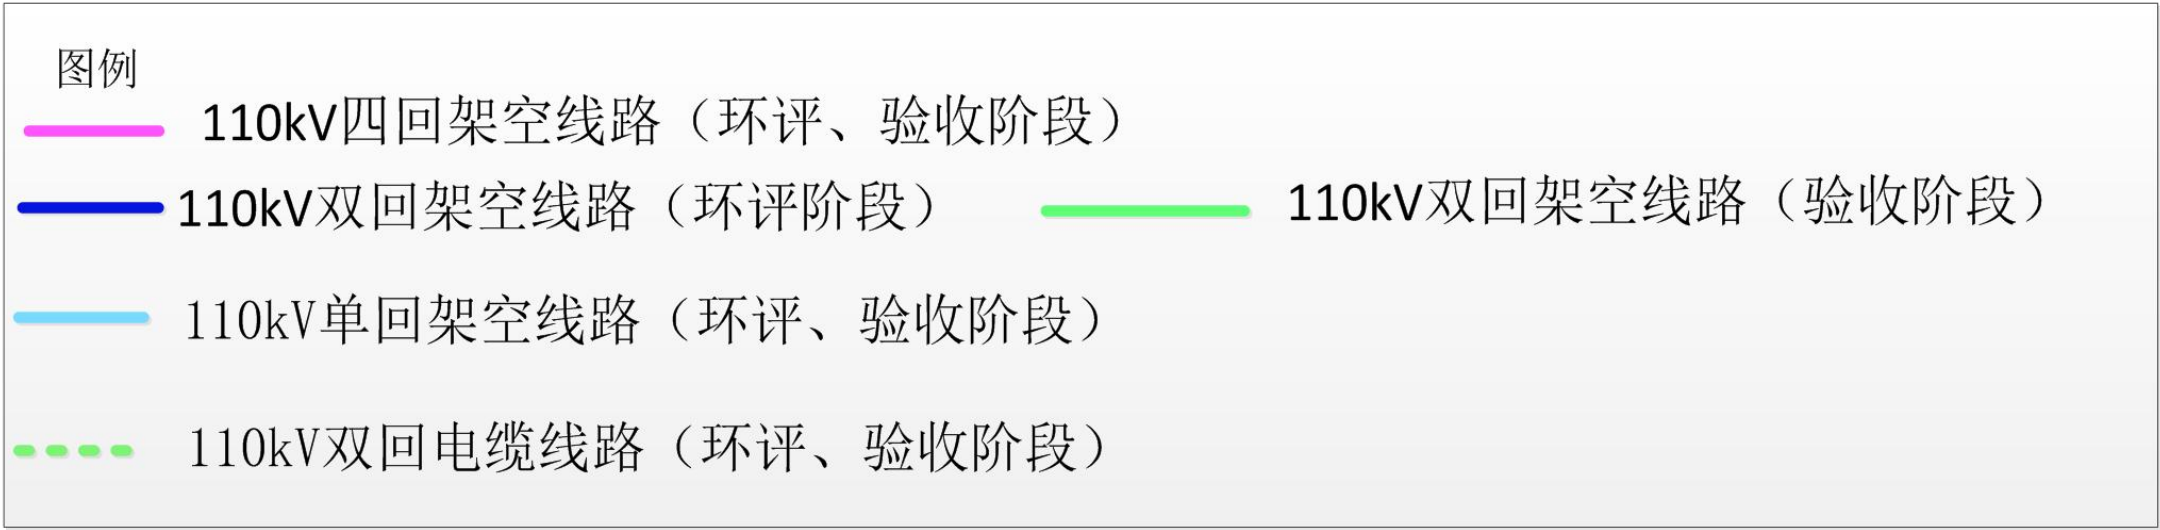 图例
110kV四回架空线路（环评、验收阶段）
110kV双回架空线路（环评阶段）
110kV双回架空线路（验收阶段）
110kV单回架空线路（环评、验收阶段）
110kV双回电缆线路（环评、验收阶段）